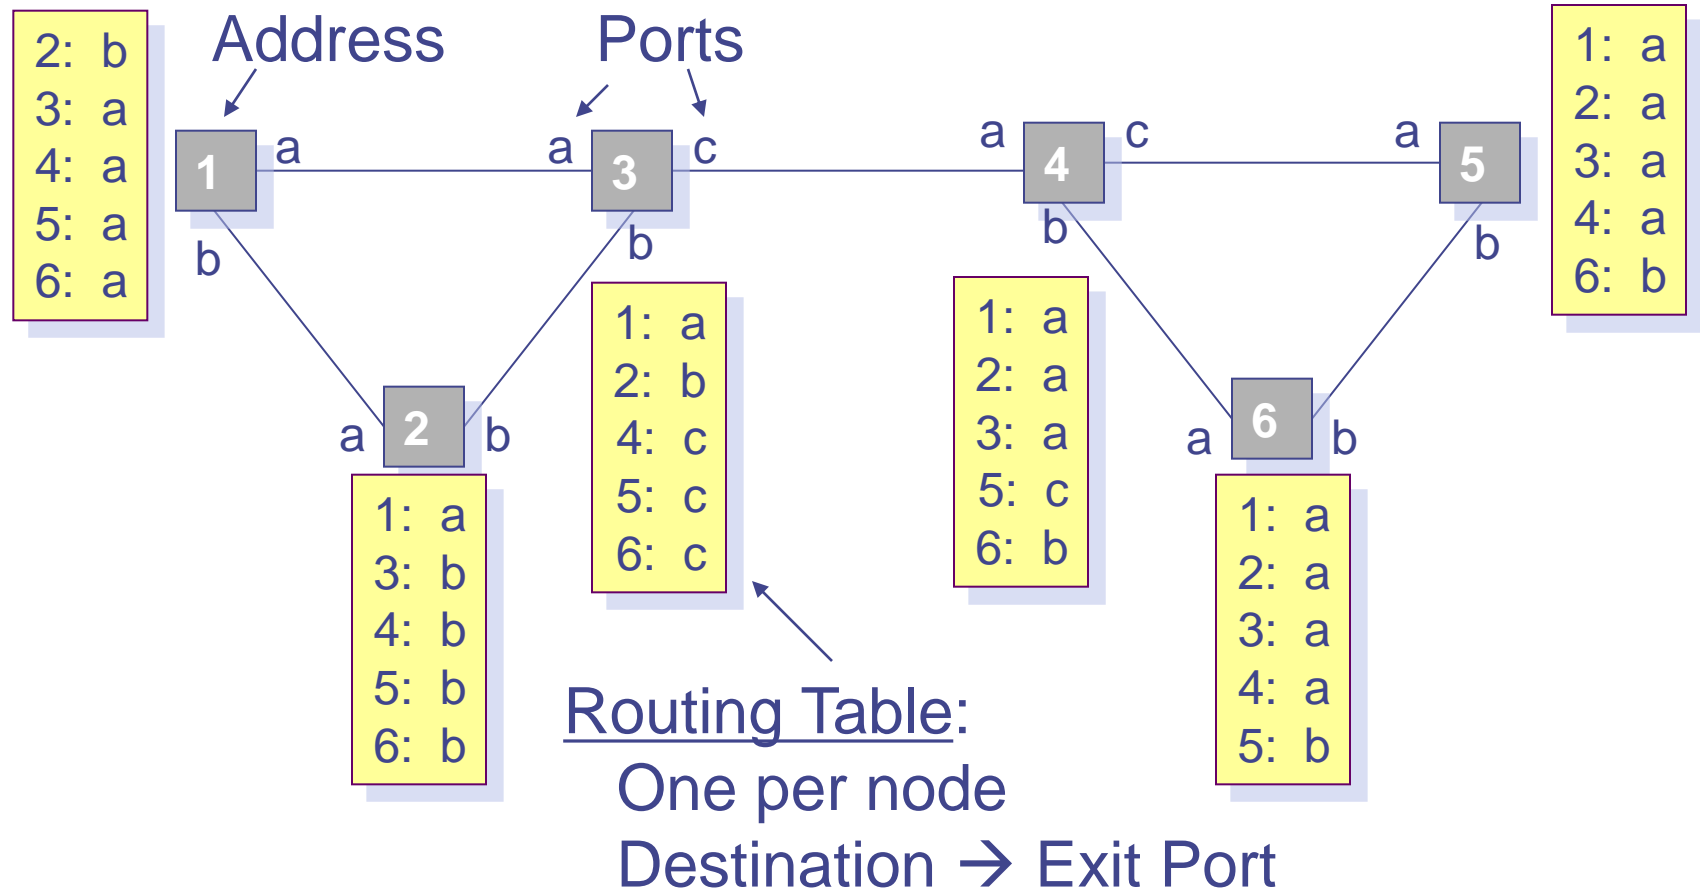 Address
Ports
2: b
3: a
4: a
5: a
6: a
1
a
b
a
3
c
b
a
4
c
b
a
5
b
1: a
2: a
3: a
4: a
6: b
a
2
b
1: a
3: b
4: b
5: b
6: b
1: a
2: b
4: c
5: c
6: c
1: a
2: a
3: a
5: c
6: b
a
6
b
1: a
2: a
3: a
4: a
5: b
Routing Table:
One per node
Destination → Exit Port